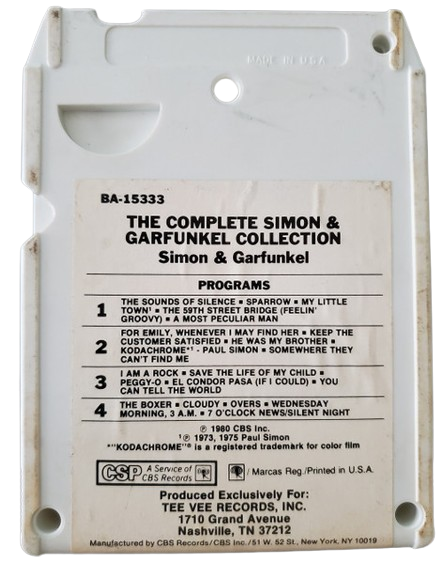 MADE IN U.S.A.
BA-15333
THE COMPLETE SIMON &
GARFUNKEL COLLECTION
Simon & Garfunkel
PROGRAMS
1 THE SOUNDS OF SILENCE ▪ SPARROW ▪ MY LITTLE
TOWN¹ ▪ THE 59TH STREET BRIDGE (FEELIN'
GROOVY) ▪ A MOST PECULIAR MAN
2 FOR EMILY, WHENEVER I MAY FIND HER ▪ KEEP THE
CUSTOMER SATISFIED ▪ HE WAS MY BROTHER ▪
KODACHROME*¹ - PAUL SIMON ▪ SOMEWHERE THEY
CAN'T FIND ME
3 I AM A ROCK ▪ SAVE THE LIFE OF MY CHILD ▪
PEGGY-O ▪ EL CONDOR PASA (IF I COULD) ▪ YOU
CAN TELL THE WORLD
4 THE BOXER ▪ CLOUDY ▪ OVERS ▪ WEDNESDAY
MORNING, 3 A.M. ▪ 7 O'CLOCK NEWS/SILENT NIGHT
℗ 1980 CBS Inc.
¹℗ 1973, 1975 Paul Simon
*"KODACHROME"® is a registered trademark for color film
CSP A Service of
CBS Records / Marcas Reg./Printed in U.S.A.
Produced Exclusively For:
TEE VEE RECORDS, INC.
1710 Grand Avenue
Nashville, TN 37212
Manufactured by CBS Records/CBS Inc./51 W. 52 St., New York, NY 10019